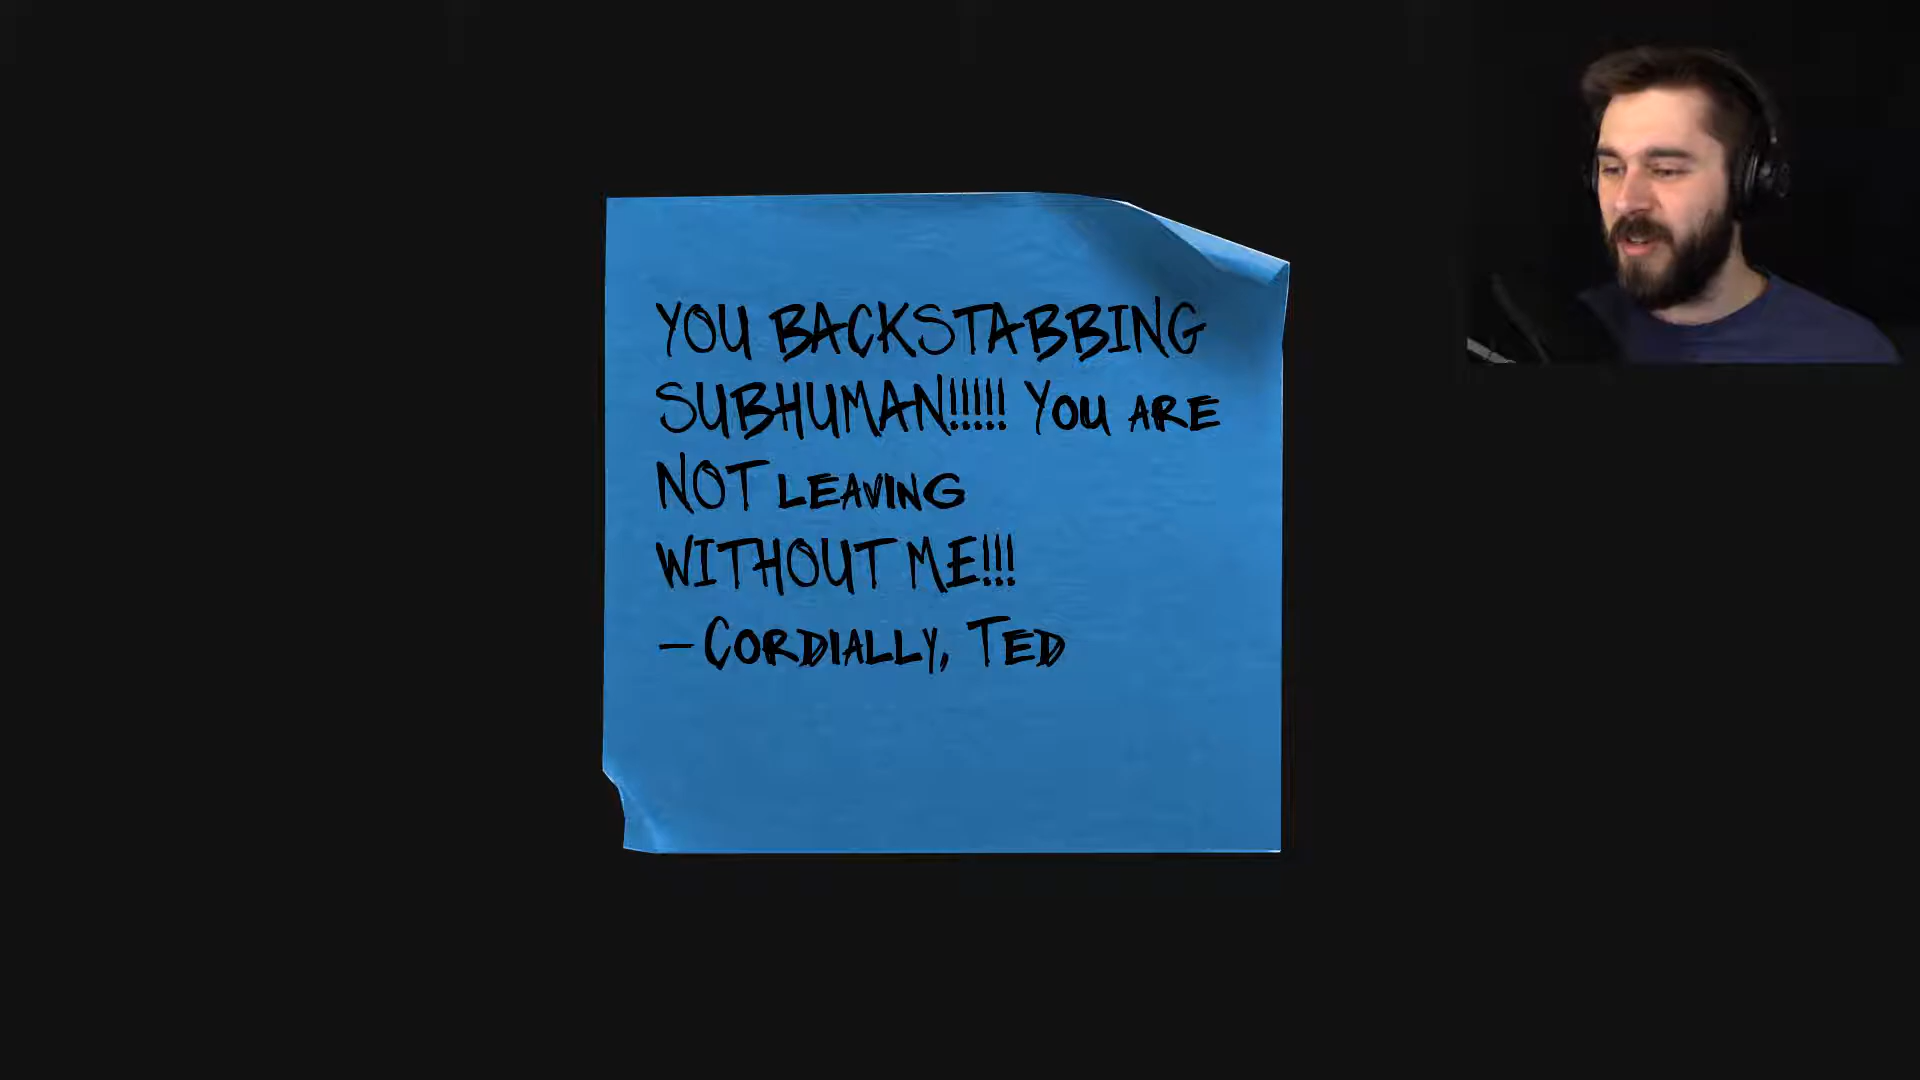 YOU BACKSTABBING
SUBHUMAN!!!!! You are
NOT leaving
WITHOUT ME!!!
– Cordially, Ted